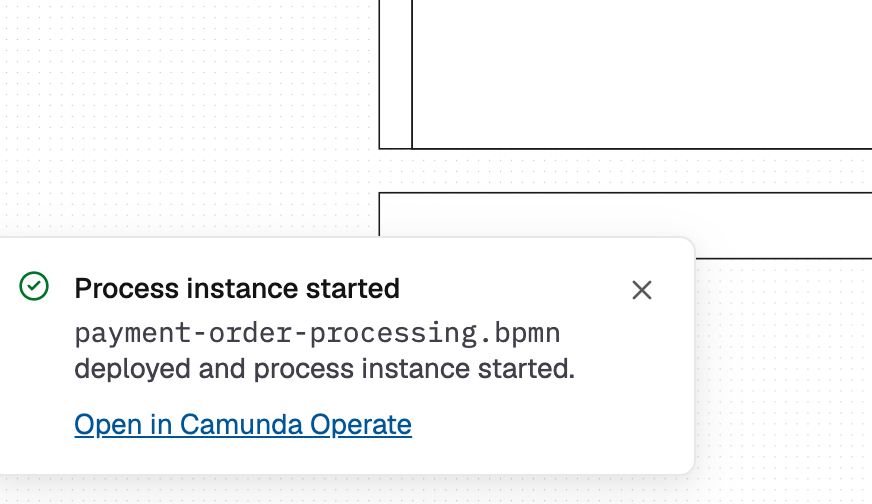 Process instance started
payment-order-processing.bpmn
deployed and process instance started.
Open in Camunda Operate